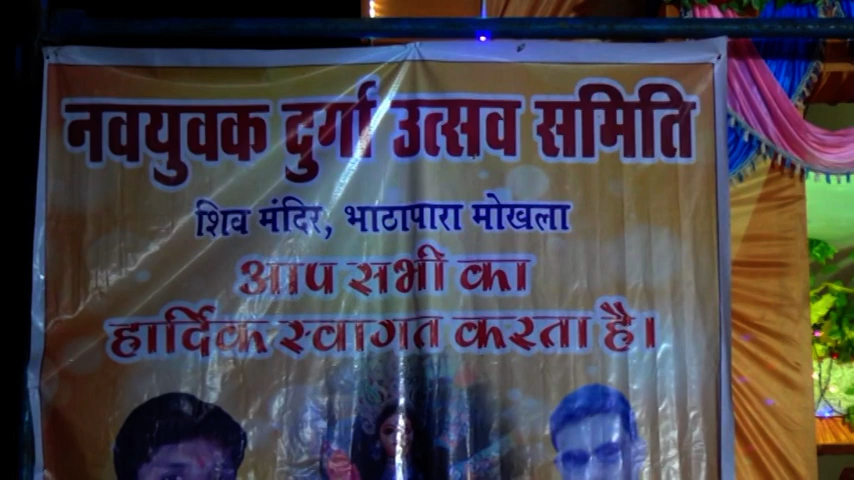 नवयुवक दुर्गा उत्सव समिति
शिव मंदिर, भाठापारा मोखला
आप सभी का
हार्दिक स्वागत करता है।